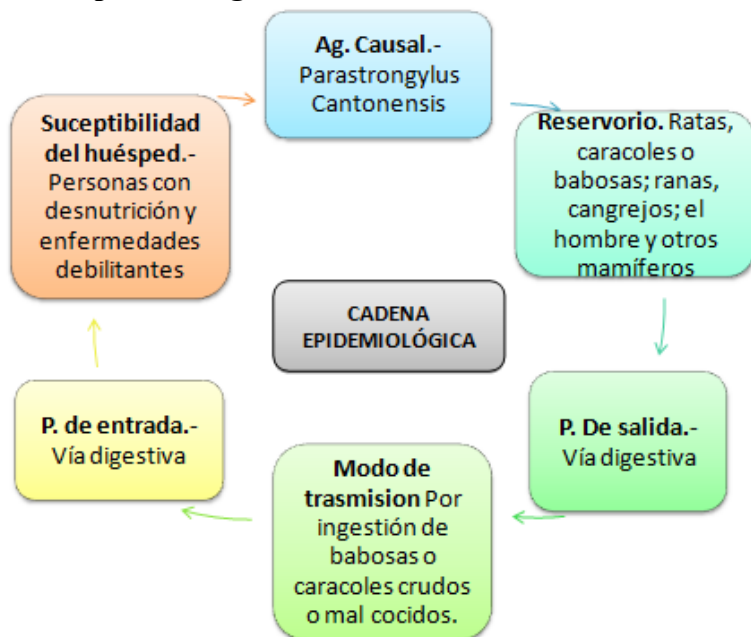 Ag. Causal.-
Parastrongylus
Cantonensis
Reservorio. Ratas,
caracoles o
babosas; ranas,
cangrejos; el
hombre y otros
mamíferos
P. De salida.-
Vía digestiva
Modo de
trasmision Por
ingestión de
babosas o
caracoles crudos
o mal cocidos.
P. de entrada.-
Vía digestiva
Suceptibilidad
del huésped.-
Personas con
desnutrición y
enfermedades
debilitantes
CADENA
EPIDEMIOLÓGICA